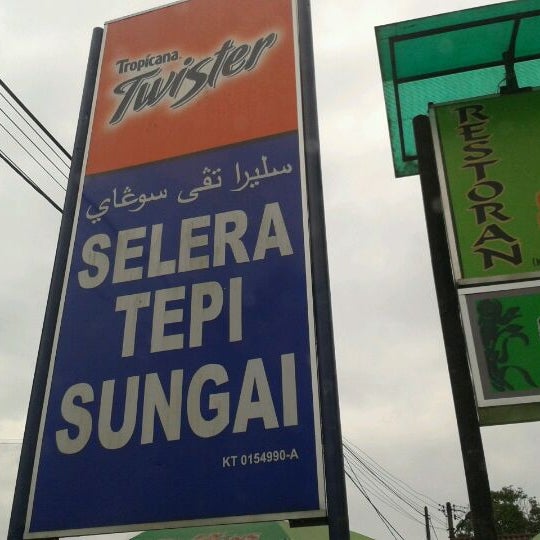 Tropicana
Twister
سليرا تڤي سوڠاي
SELERA
TEPI
SUNGAI
KT 0154990-A
RESTORAN